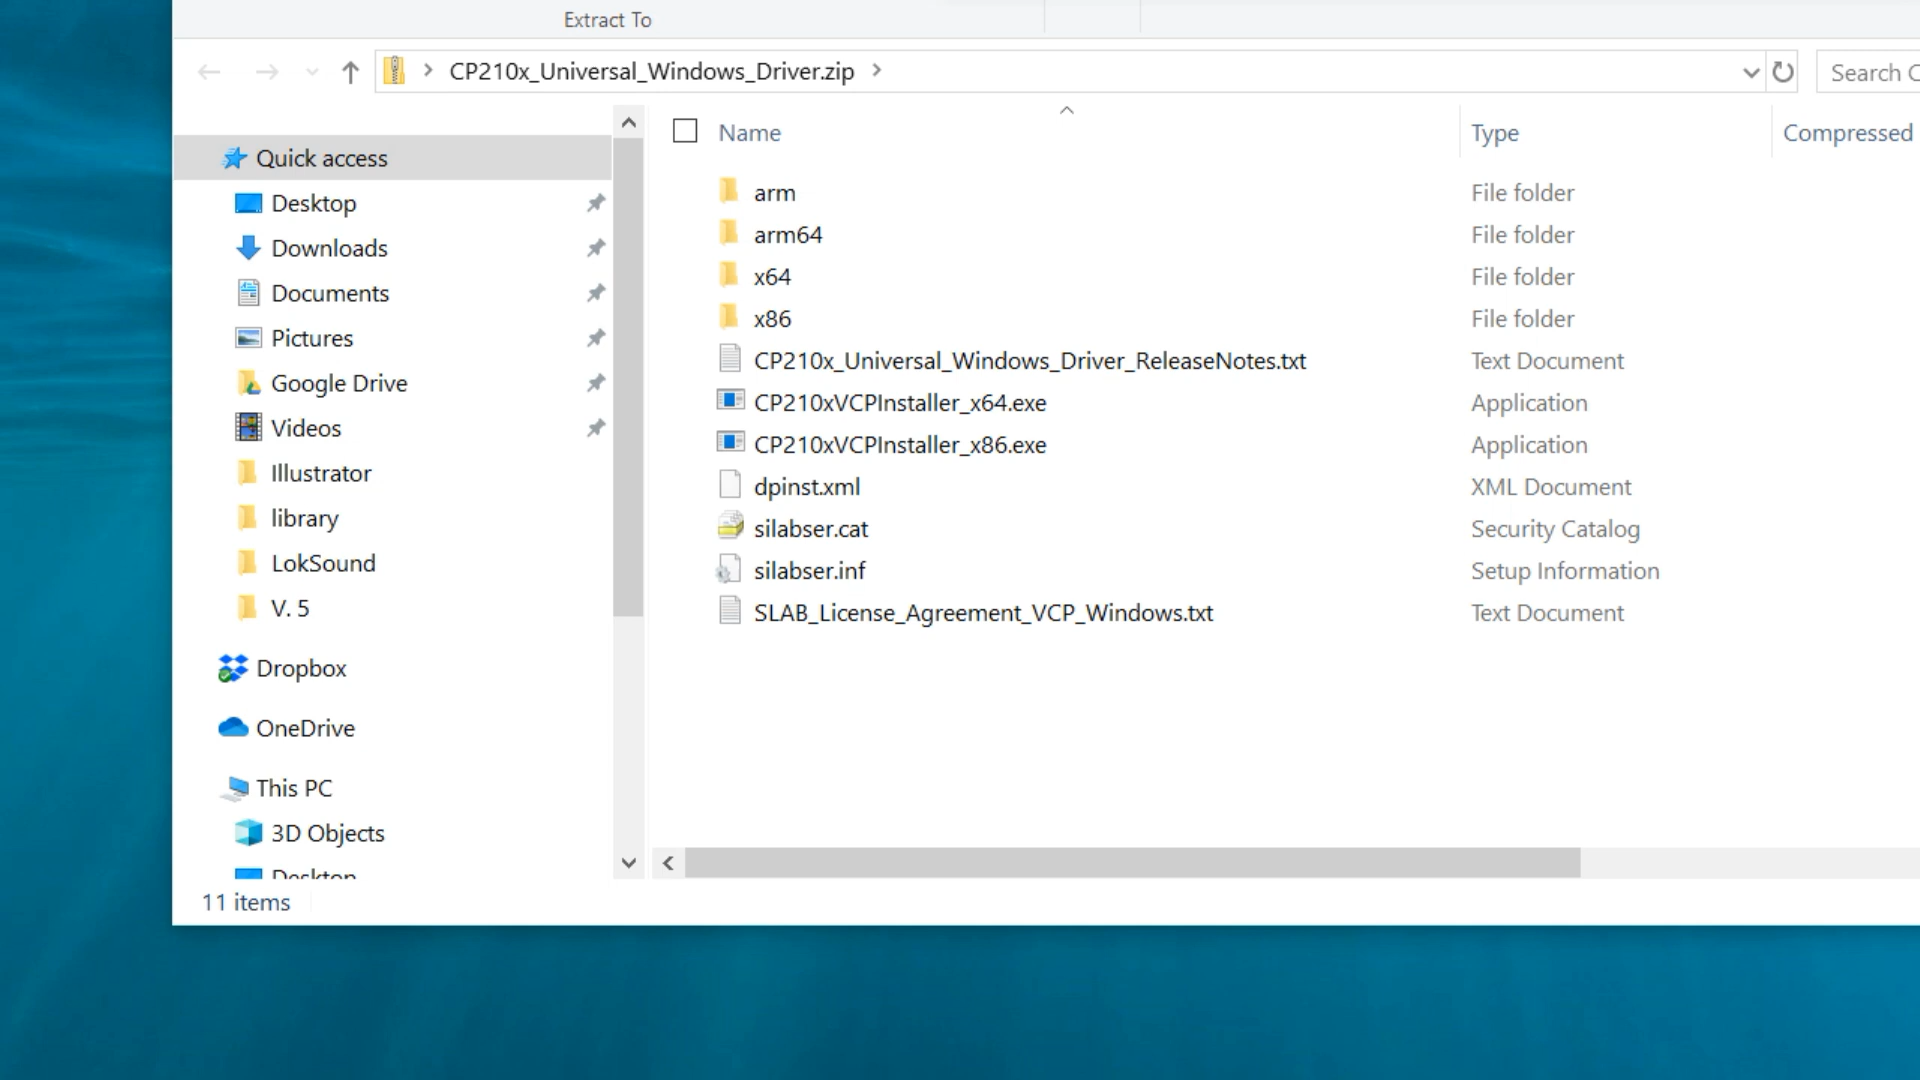 Extract To
CP210x_Universal_Windows_Driver.zip
Search
Quick access
Desktop
Downloads
Documents
Pictures
Google Drive
Videos
Illustrator
library
LokSound
V. 5
Dropbox
OneDrive
This PC
3D Objects
Desktop
11 items
Name Type Compressed
arm File folder
arm64 File folder
x64 File folder
x86 File folder
CP210x_Universal_Windows_Driver_ReleaseNotes.txt Text Document
CP210xVCPInstaller_x64.exe Application
CP210xVCPInstaller_x86.exe Application
dpinst.xml XML Document
silabser.cat Security Catalog
silabser.inf Setup Information
SLAB_License_Agreement_VCP_Windows.txt Text Document